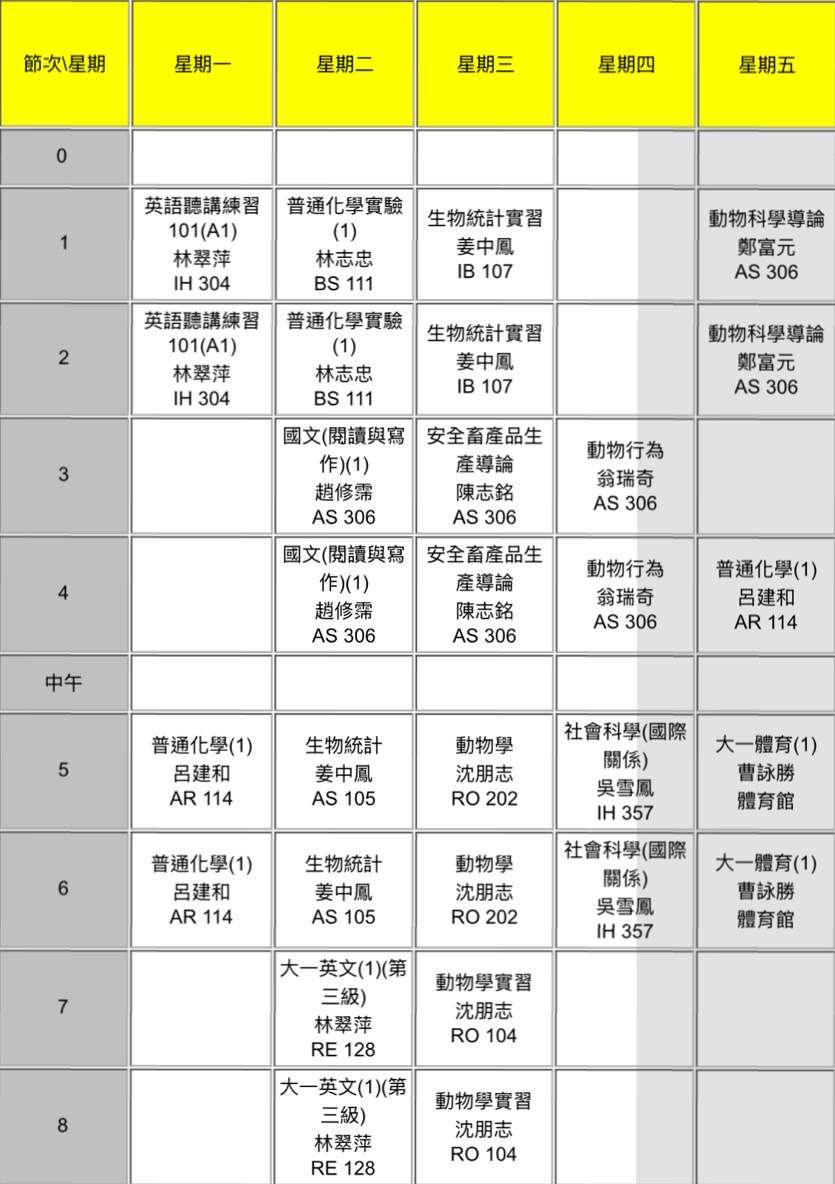 節次\星期 星期一 星期二 星期三 星期四 星期五
0
1
英語聽講練習
101(A1)
林翠萍
IH 304
普通化學實驗
(1)
林志忠
BS 111
生物統計實習
姜中鳳
IB 107
動物科學導論
鄭富元
AS 306
2
英語聽講練習
101(A1)
林翠萍
IH 304
普通化學實驗
(1)
林志忠
BS 111
生物統計實習
姜中鳳
IB 107
動物科學導論
鄭富元
AS 306
3
國文(閱讀與寫
作)(1)
趙修霈
AS 306
安全畜產品生
產導論
陳志銘
AS 306
動物行為
翁瑞奇
AS 306
4
國文(閱讀與寫
作)(1)
趙修霈
AS 306
安全畜產品生
產導論
陳志銘
AS 306
動物行為
翁瑞奇
AS 306
普通化學(1)
呂建和
AR 114
中午
5
普通化學(1)
呂建和
AR 114
生物統計
姜中鳳
AS 105
動物學
沈朋志
RO 202
社會科學(國際
關係)
吳雪鳳
IH 357
大一體育(1)
曹詠勝
體育館
6
普通化學(1)
呂建和
AR 114
生物統計
姜中鳳
AS 105
動物學
沈朋志
RO 202
社會科學(國際
關係)
吳雪鳳
IH 357
大一體育(1)
曹詠勝
體育館
7
大一英文(1)(第
三級)
林翠萍
RE 128
動物學實習
沈朋志
RO 104
8
大一英文(1)(第
三級)
林翠萍
RE 128
動物學實習
沈朋志
RO 104